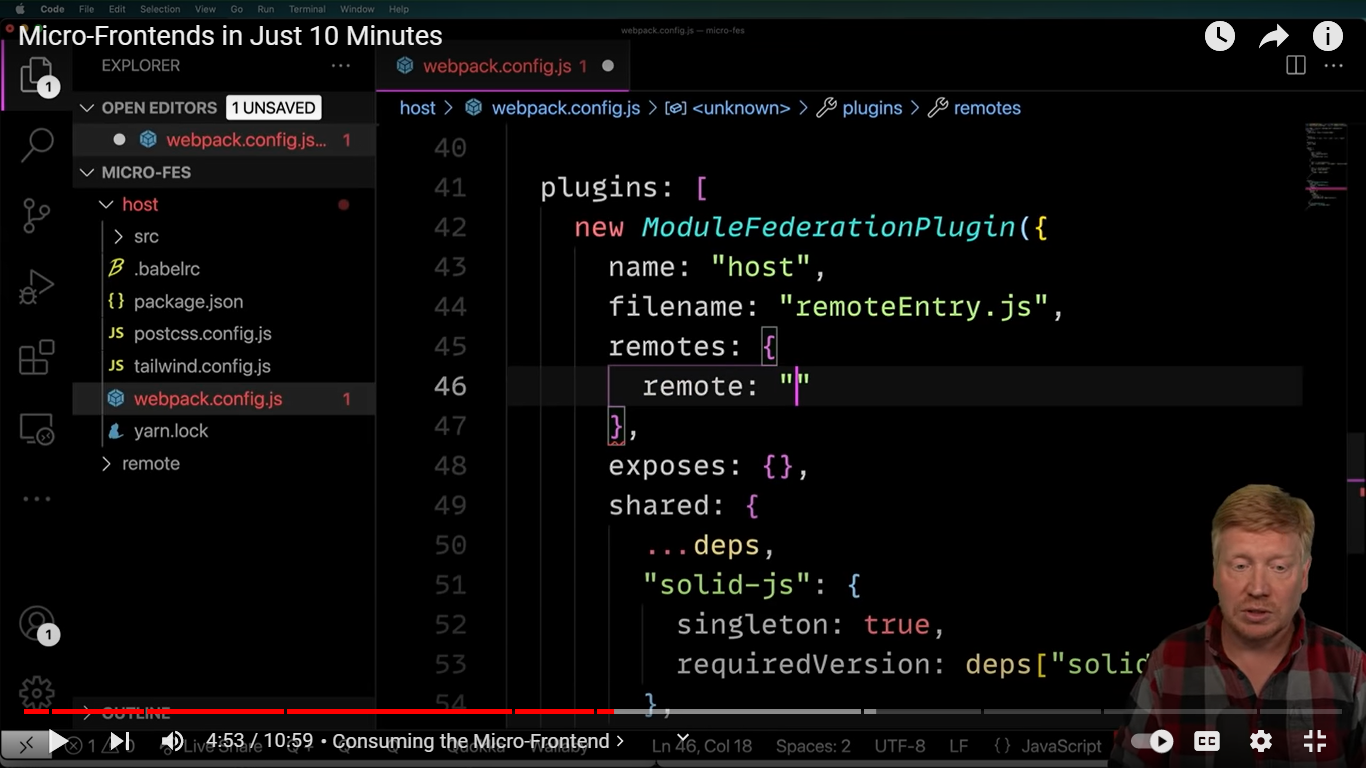 Code File Edit Selection View Go Run Terminal Window Help
Micro-Frontends in Just 10 Minutes
webpack.config.js — micro-fes
1
EXPLORER
webpack.config.js 1
OPEN EDITORS 1 UNSAVED
webpack.config.js... 1
host > webpack.config.js > <unknown> > plugins > remotes
MICRO-FES
host
src
.babelrc
package.json
JS postcss.config.js
JS tailwind.config.js
webpack.config.js 1
yarn.lock
remote
40
41 plugins: [
42 new ModuleFederationPlugin({
43 name: "host",
44 filename: "remoteEntry.js",
45 remotes: {
46 remote: ""
47 },
48 exposes: {},
49 shared: {
50 ...deps,
51 "solid-js": {
52 singleton: true,
53 requiredVersion: deps["solid
54 },
1
OUTLINE
4:53 / 10:59 • Consuming the Micro-Frontend
1 Live Share
Ln 46, Col 18 Spaces: 2 UTF-8 LF {} JavaScript
CC